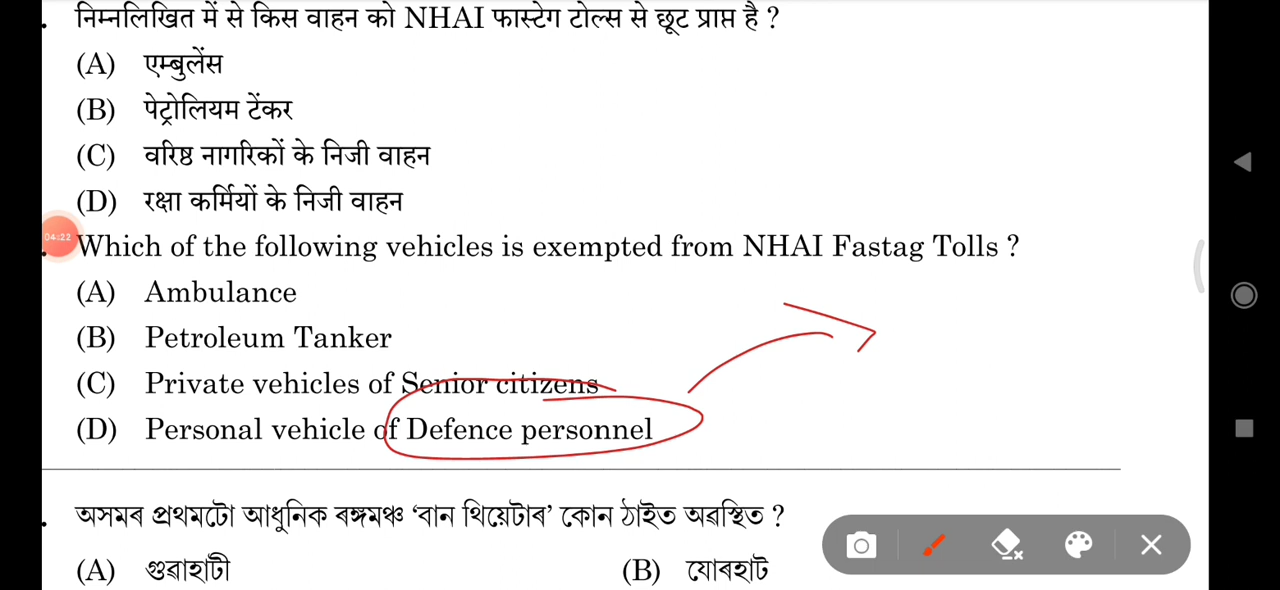 . निम्नलिखित में से किस वाहन को NHAI फास्टेग टोल्स से छूट प्राप्त है ?
(A) एम्बुलेंस
(B) पेट्रोलियम टेंकर
(C) वरिष्ठ नागरिकों के निजी वाहन
(D) रक्षा कर्मियों के निजी वाहन
04:22
. Which of the following vehicles is exempted from NHAI Fastag Tolls ?
(A) Ambulance
(B) Petroleum Tanker
(C) Private vehicles of Senior citizens
(D) Personal vehicle of Defence personnel
. অসমৰ প্ৰথমটো আধুনিক ৰঙ্গমঞ্চ ‘বান থিয়েটাৰ’ কোন ঠাইত অৱস্থিত ?
(A) গুৱাহাটী (B) যোৰহাট